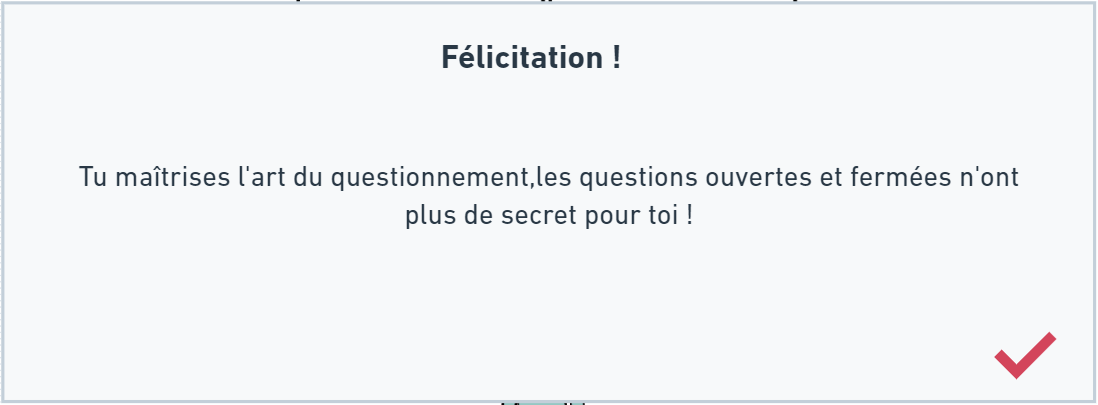 Félicitation !
Tu maîtrises l'art du questionnement,les questions ouvertes et fermées n'ont
plus de secret pour toi !